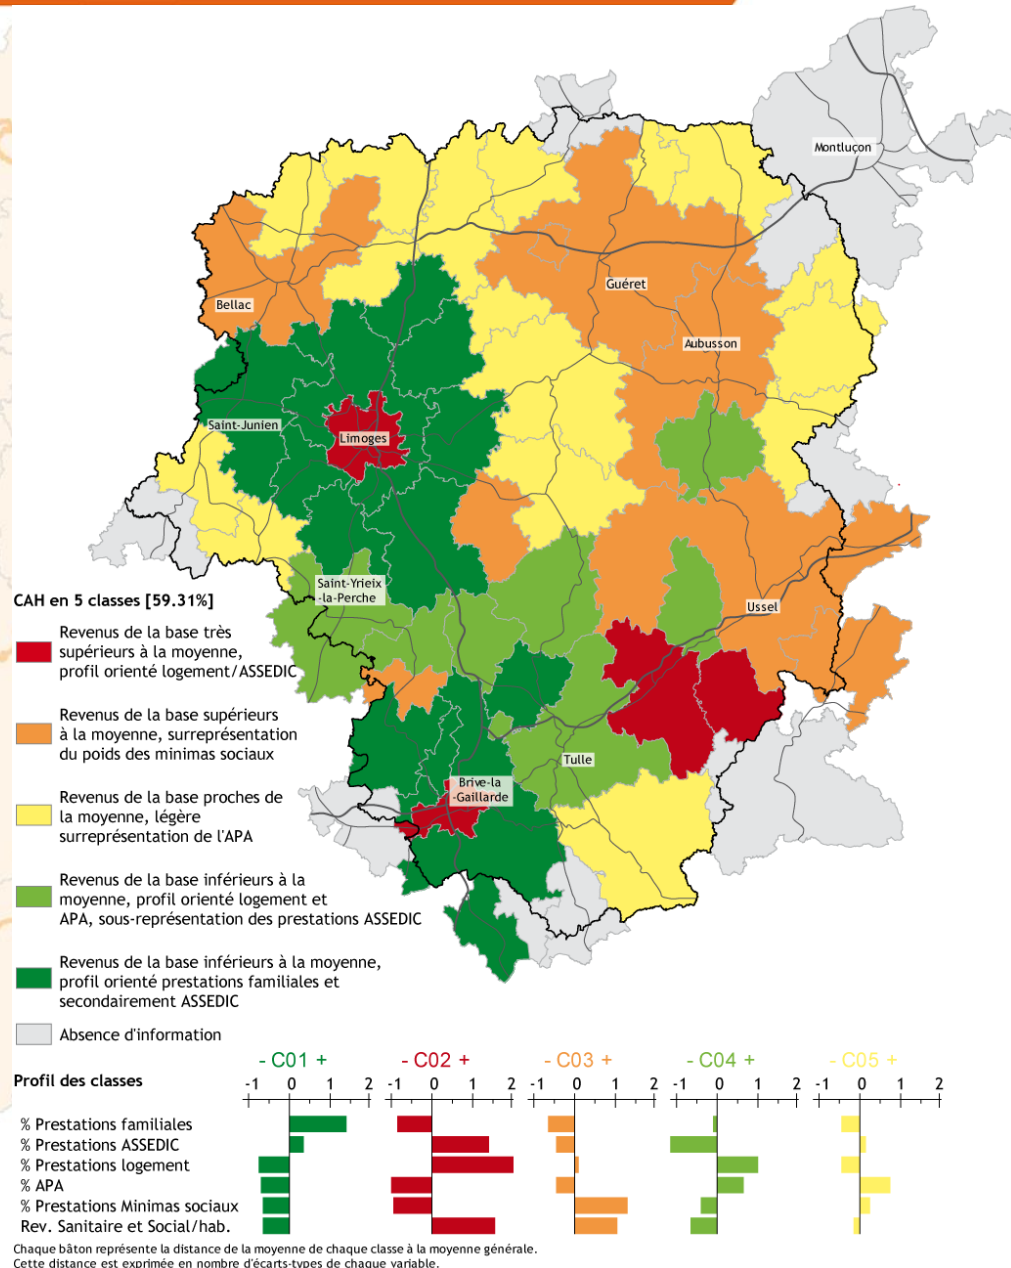 Montluçon
Bellac
Guéret
Aubusson
Saint-Junien
Limoges
Saint-Yrieix
-la-Perche
Ussel
Tulle
Brive-la
-Gaillarde
CAH en 5 classes [59.31%]
Revenus de la base très
supérieurs à la moyenne,
profil orienté logement/ASSEDIC
Revenus de la base supérieurs
à la moyenne, surreprésentation
du poids des minimas sociaux
Revenus de la base proches de
la moyenne, légère
surreprésentation de l'APA
Revenus de la base inférieurs à la
moyenne, profil orienté logement et
APA, sous-représentation des prestations ASSEDIC
Revenus de la base inférieurs à la moyenne,
profil orienté prestations familiales et
secondairement ASSEDIC
Absence d'information
- C01 + - C02 + - C03 + - C04 + - C05 +
Profil des classes
-1 0 1 2 -1 0 1 2 -1 0 1 2 -1 0 1 2 -1 0 1 2
% Prestations familiales
% Prestations ASSEDIC
% Prestations logement
% APA
% Prestations Minimas sociaux
Rev. Sanitaire et Social/hab.
Chaque bâton représente la distance de la moyenne de chaque classe à la moyenne générale.
Cette distance est exprimée en nombre d'écarts-types de chaque variable.